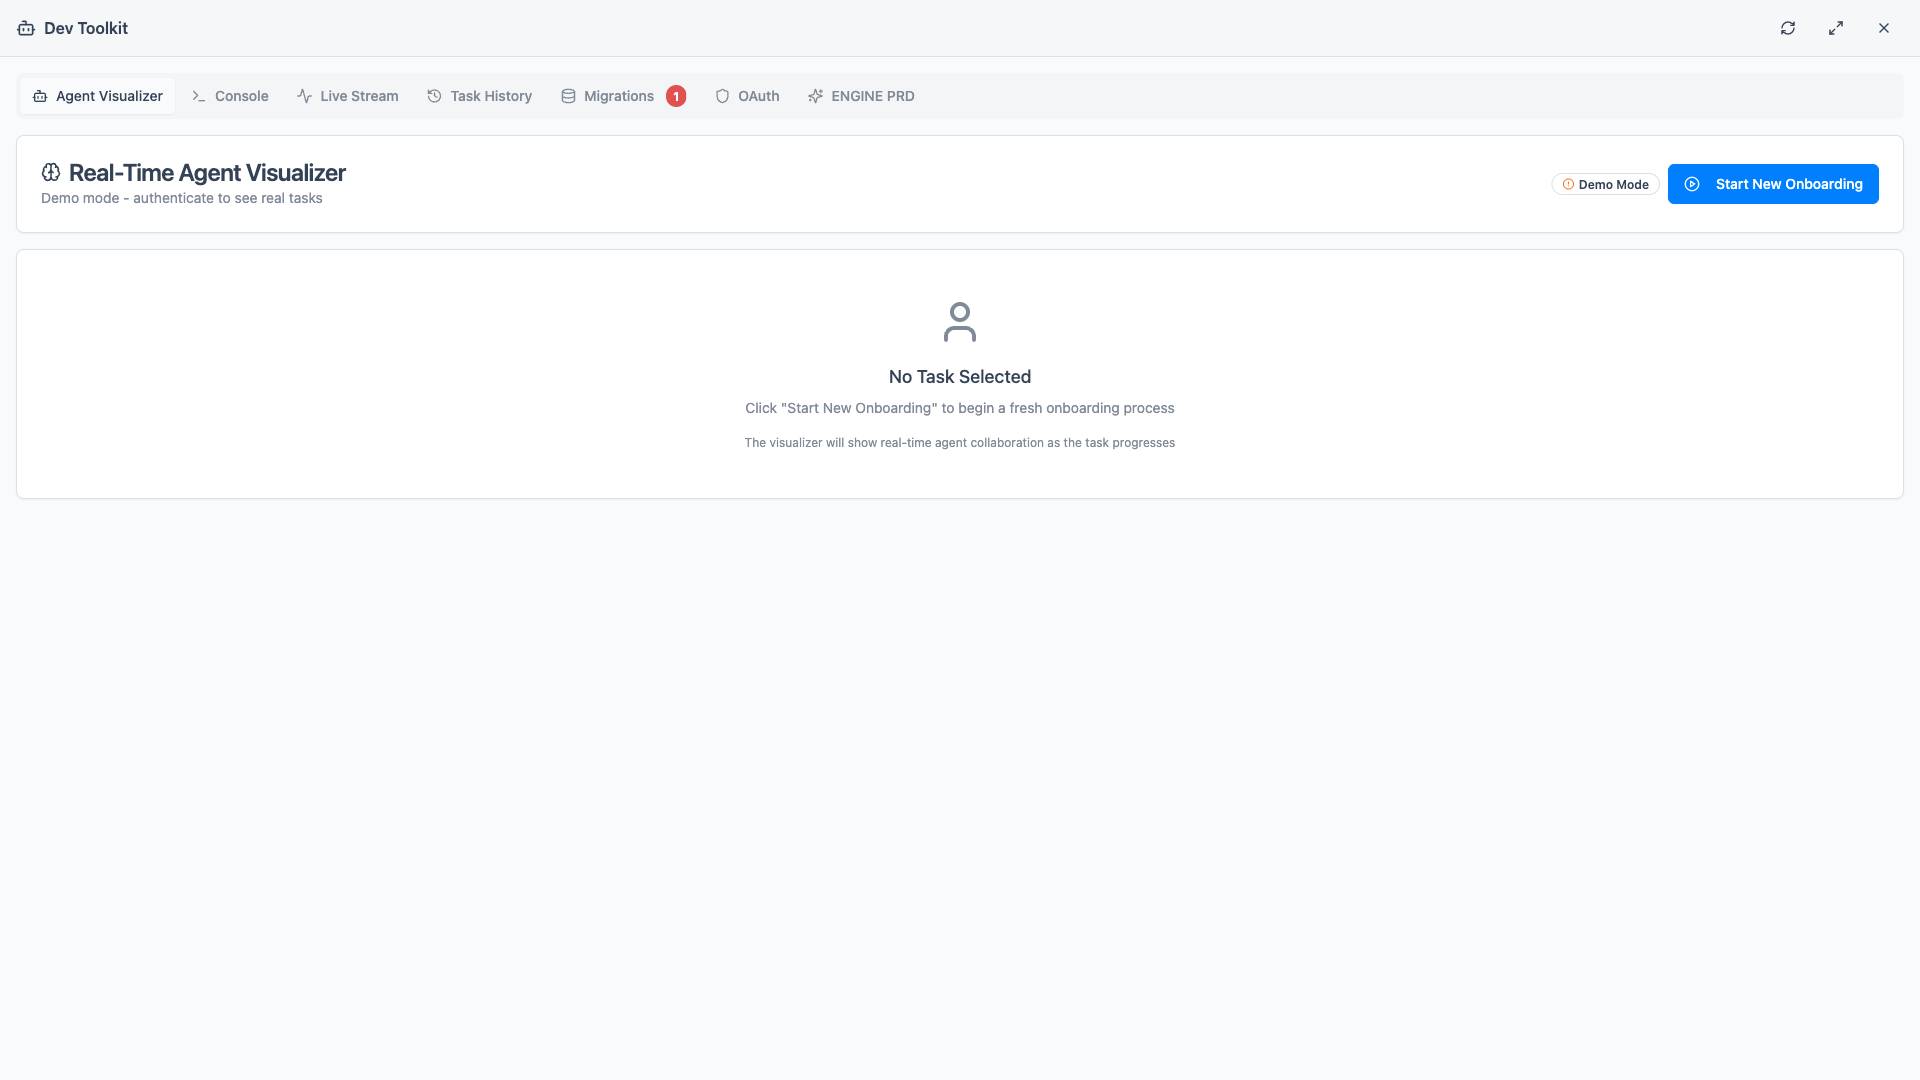 Dev Toolkit
Agent Visualizer
Console
Live Stream
Task History
Migrations 1
OAuth
ENGINE PRD
Real-Time Agent Visualizer
Demo mode - authenticate to see real tasks
Demo Mode
Start New Onboarding
No Task Selected
Click "Start New Onboarding" to begin a fresh onboarding process
The visualizer will show real-time agent collaboration as the task progresses